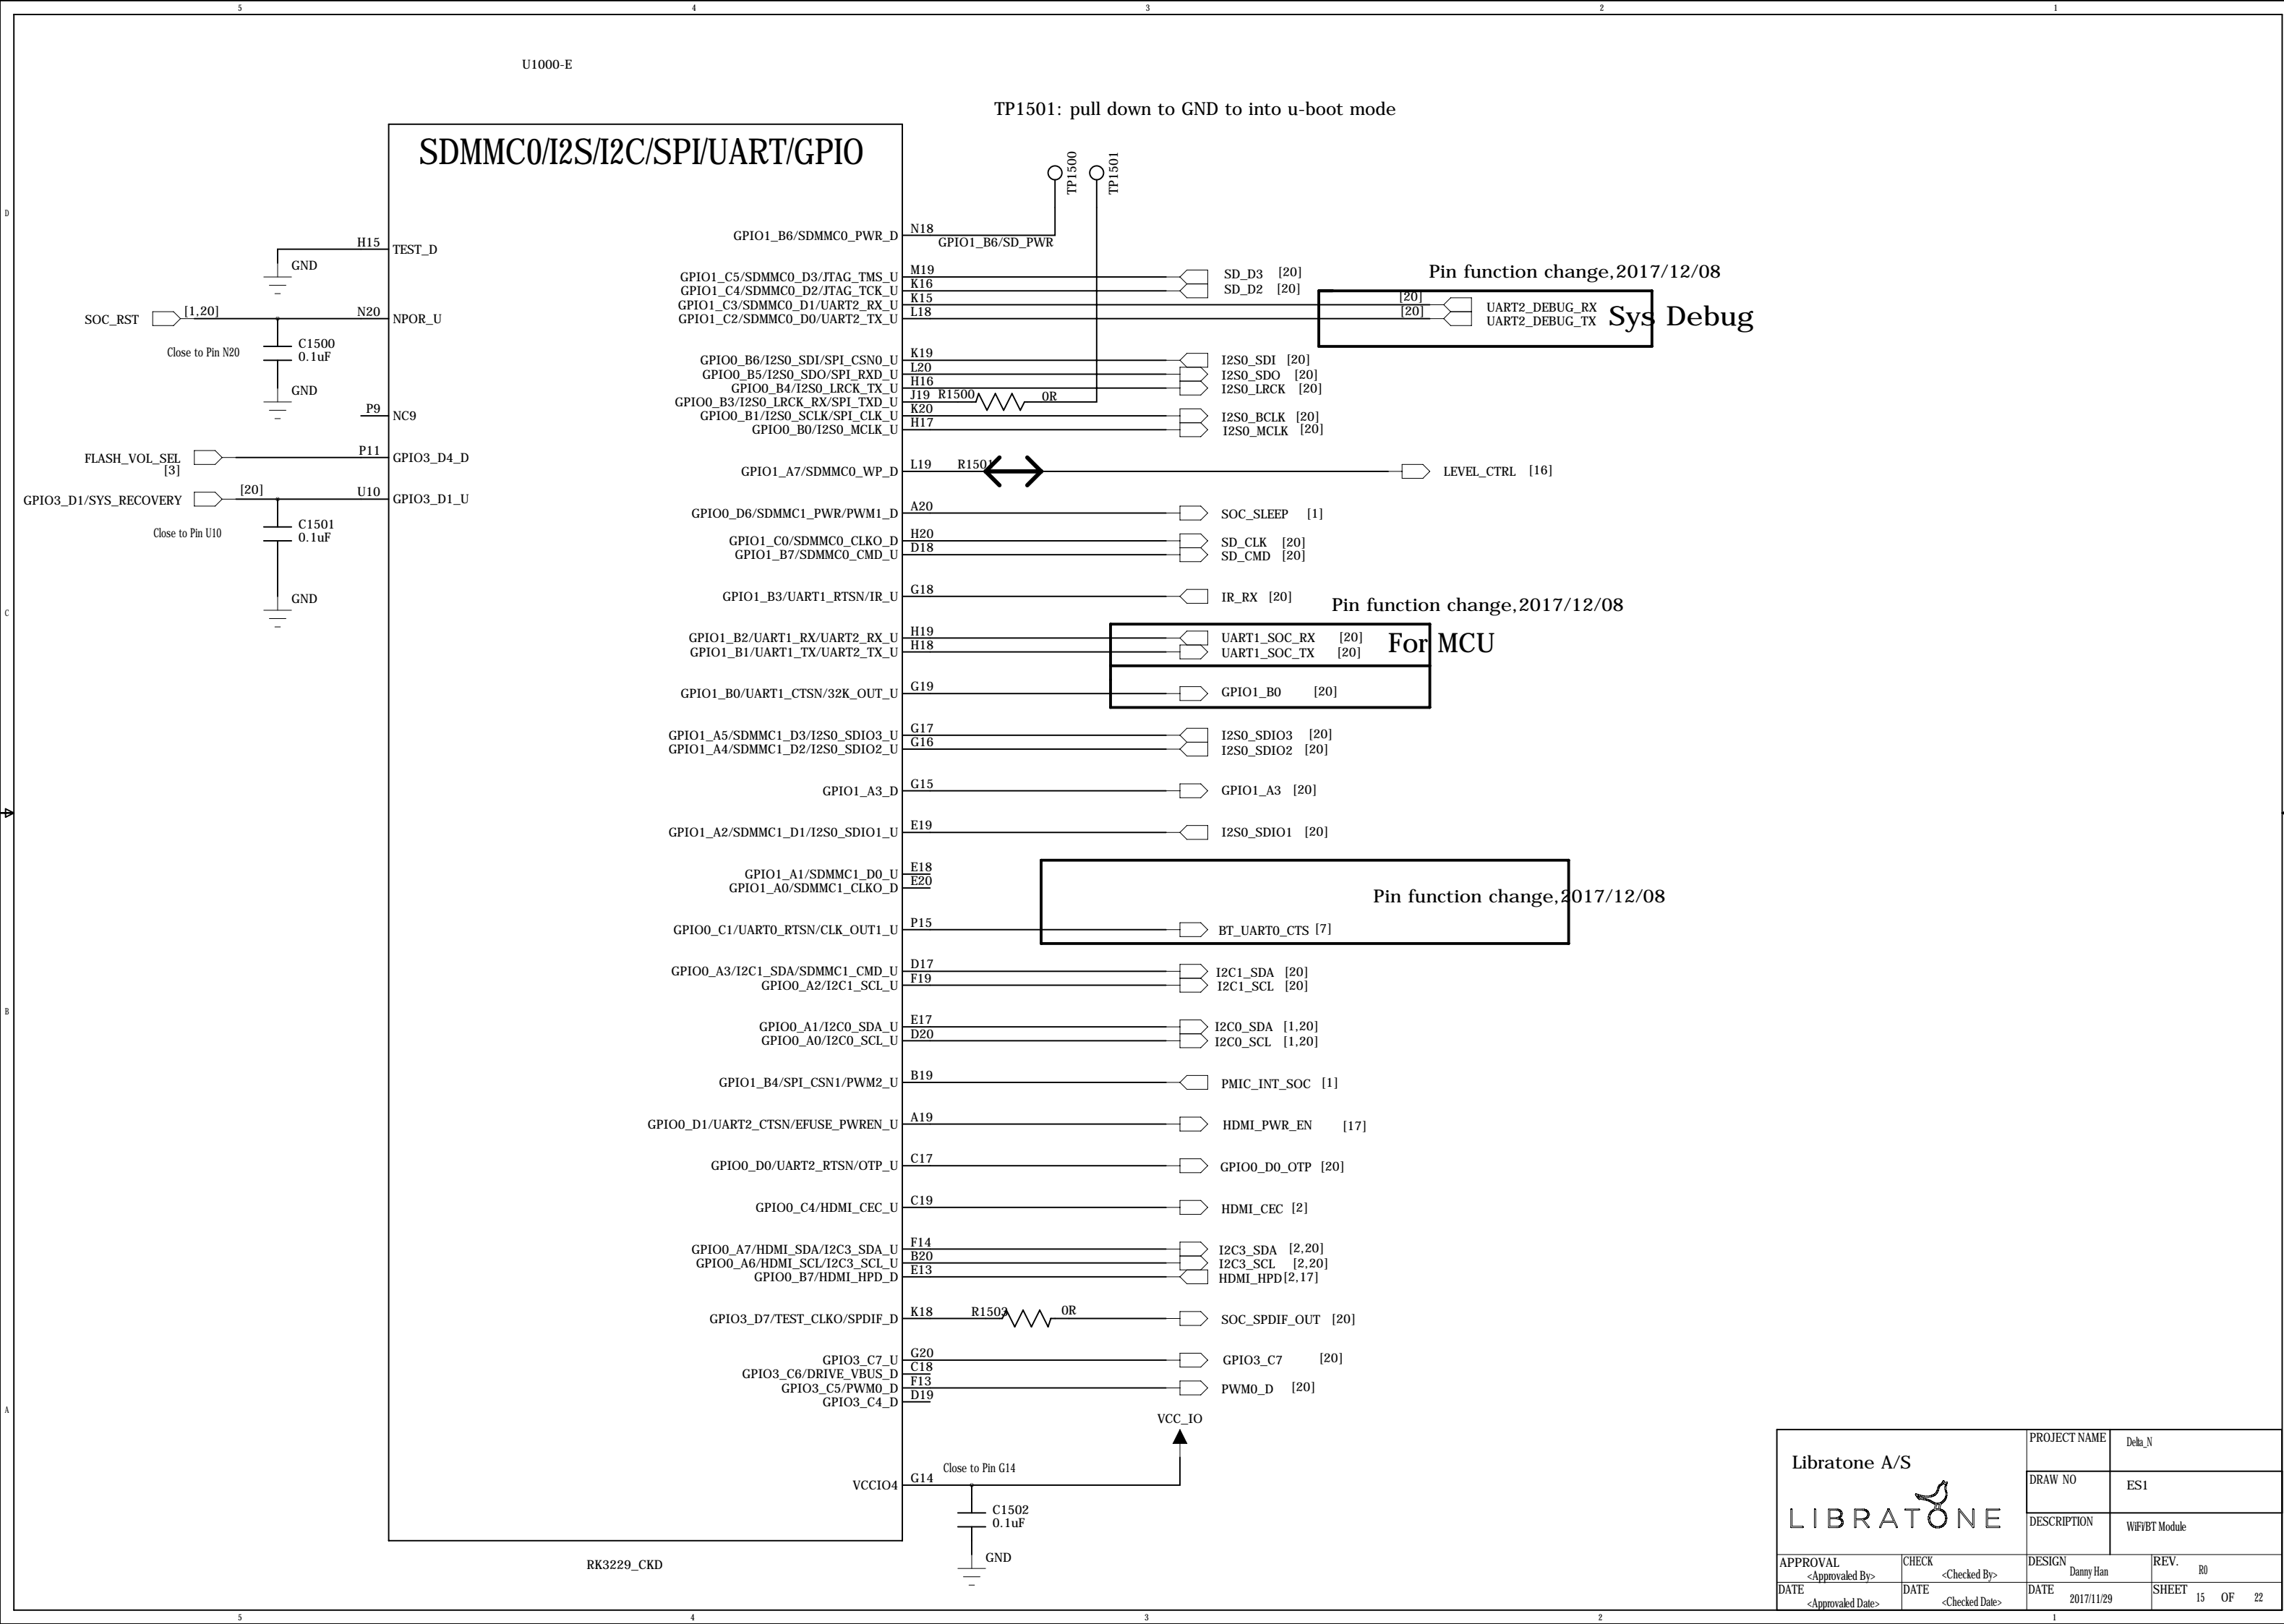 5 4 3 2 1
U1000-E
TP1501: pull down to GND to into u-boot mode
SDMMC0/I2S/I2C/SPI/UART/GPIO
TP1500
TP1501
D
C
B
A
H15 TEST_D
GND
SOC_RST [1,20] N20 NPOR_U
Close to Pin N20
C1500
0.1uF
GND
P9 NC9
FLASH_VOL_SEL P11 GPIO3_D4_D
[3]
GPIO3_D1/SYS_RECOVERY [20] U10 GPIO3_D1_U
Close to Pin U10
C1501
0.1uF
GND
GPIO1_B6/SDMMC0_PWR_D N18
GPIO1_B6/SD_PWR
GPIO1_C5/SDMMC0_D3/JTAG_TMS_U M19 SD_D3 [20]
GPIO1_C4/SDMMC0_D2/JTAG_TCK_U K16 SD_D2 [20]
Pin function change,2017/12/08
GPIO1_C3/SDMMC0_D1/UART2_RX_U K15 [20] UART2_DEBUG_RX
GPIO1_C2/SDMMC0_D0/UART2_TX_U L18 [20] UART2_DEBUG_TX
Sys Debug
GPIO0_B6/I2S0_SDI/SPI_CSN0_U K19 I2S0_SDI [20]
GPIO0_B5/I2S0_SDO/SPI_RXD_U L20 I2S0_SDO [20]
GPIO0_B4/I2S0_LRCK_TX_U H16 I2S0_LRCK [20]
GPIO0_B3/I2S0_LRCK_RX/SPI_TXD_U J19 R1500 0R
GPIO0_B1/I2S0_SCLK/SPI_CLK_U K20 I2S0_BCLK [20]
GPIO0_B0/I2S0_MCLK_U H17 I2S0_MCLK [20]
GPIO1_A7/SDMMC0_WP_D L19 R1501 LEVEL_CTRL [16]
GPIO0_D6/SDMMC1_PWR/PWM1_D A20 SOC_SLEEP [1]
GPIO1_C0/SDMMC0_CLKO_D H20 SD_CLK [20]
GPIO1_B7/SDMMC0_CMD_U D18 SD_CMD [20]
GPIO1_B3/UART1_RTSN/IR_U G18 IR_RX [20]
Pin function change,2017/12/08
GPIO1_B2/UART1_RX/UART2_RX_U H19 UART1_SOC_RX [20]
GPIO1_B1/UART1_TX/UART2_TX_U H18 UART1_SOC_TX [20]
For MCU
GPIO1_B0/UART1_CTSN/32K_OUT_U G19 GPIO1_B0 [20]
GPIO1_A5/SDMMC1_D3/I2S0_SDIO3_U G17 I2S0_SDIO3 [20]
GPIO1_A4/SDMMC1_D2/I2S0_SDIO2_U G16 I2S0_SDIO2 [20]
GPIO1_A3_D G15 GPIO1_A3 [20]
GPIO1_A2/SDMMC1_D1/I2S0_SDIO1_U E19 I2S0_SDIO1 [20]
GPIO1_A1/SDMMC1_D0_U E18
GPIO1_A0/SDMMC1_CLKO_D E20
Pin function change,2017/12/08
GPIO0_C1/UART0_RTSN/CLK_OUT1_U P15 BT_UART0_CTS [7]
GPIO0_A3/I2C1_SDA/SDMMC1_CMD_U D17 I2C1_SDA [20]
GPIO0_A2/I2C1_SCL_U F19 I2C1_SCL [20]
GPIO0_A1/I2C0_SDA_U E17 I2C0_SDA [1,20]
GPIO0_A0/I2C0_SCL_U D20 I2C0_SCL [1,20]
GPIO1_B4/SPI_CSN1/PWM2_U B19 PMIC_INT_SOC [1]
GPIO0_D1/UART2_CTSN/EFUSE_PWREN_U A19 HDMI_PWR_EN [17]
GPIO0_D0/UART2_RTSN/OTP_U C17 GPIO0_D0_OTP [20]
GPIO0_C4/HDMI_CEC_U C19 HDMI_CEC [2]
GPIO0_A7/HDMI_SDA/I2C3_SDA_U F14 I2C3_SDA [2,20]
GPIO0_A6/HDMI_SCL/I2C3_SCL_U B20 I2C3_SCL [2,20]
GPIO0_B7/HDMI_HPD_D E13 HDMI_HPD [2,17]
GPIO3_D7/TEST_CLKO/SPDIF_D K18 R1503 0R SOC_SPDIF_OUT [20]
GPIO3_C7_U G20 GPIO3_C7 [20]
GPIO3_C6/DRIVE_VBUS_D C18
GPIO3_C5/PWM0_D F13 PWM0_D [20]
GPIO3_C4_D D19
VCC_IO
VCCIO4 G14 Close to Pin G14
C1502
0.1uF
GND
RK3229_CKD
Libratone A/S
LIBRATONE
PROJECT NAME Delta_N
DRAW NO ES1
DESCRIPTION WiFi/BT Module
APPROVAL <Approvaled By> CHECK <Checked By> DESIGN Danny Han REV. R0
DATE <Approvaled Date> DATE <Checked Date> DATE 2017/11/29 SHEET 15 OF 22
5 4 3 2 1